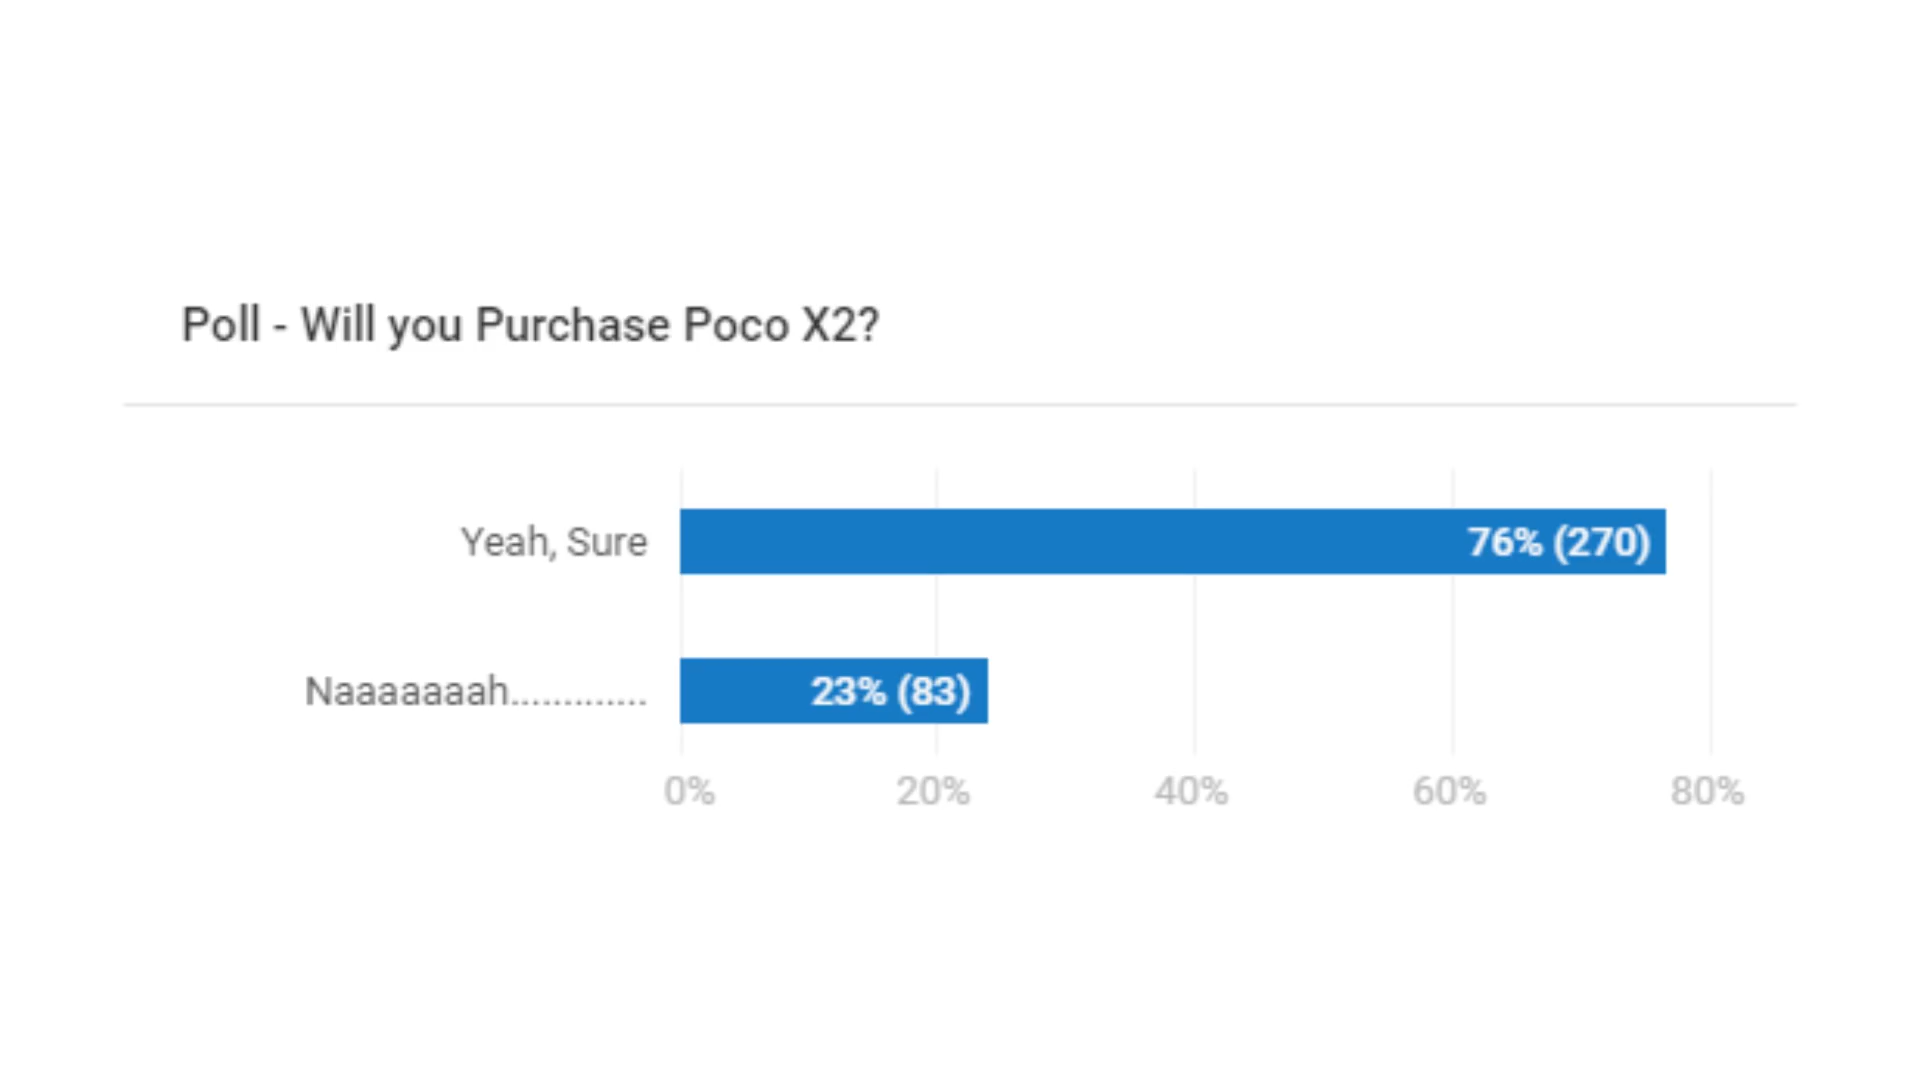 Poll - Will you Purchase Poco X2?
Yeah, Sure 76% (270)
Naaaaaaah............. 23% (83)
0% 20% 40% 60% 80%